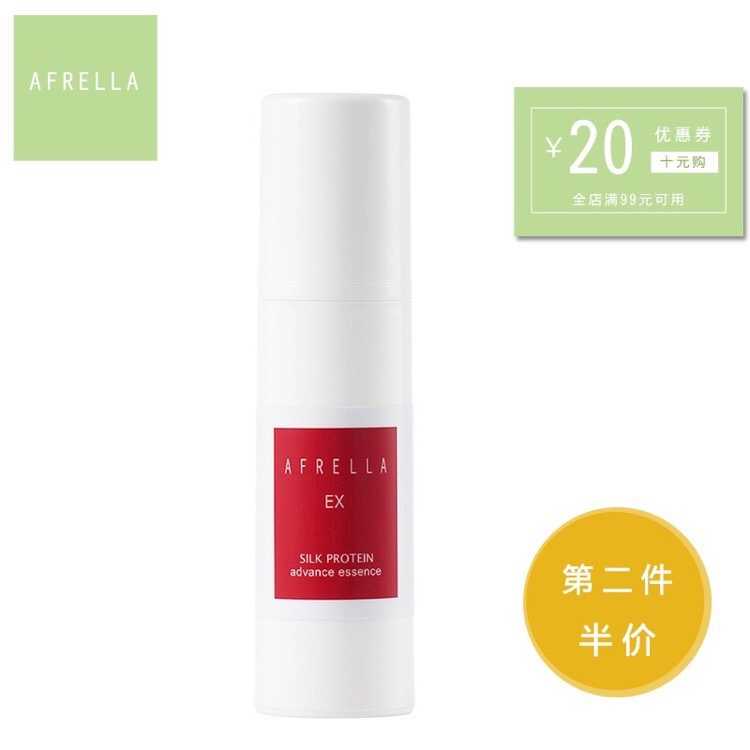 AFRELLA
¥20 优惠券
十元购
全店满99元可用
AFRELLA
EX
SILK PROTEIN
advance essence
第二件
半价